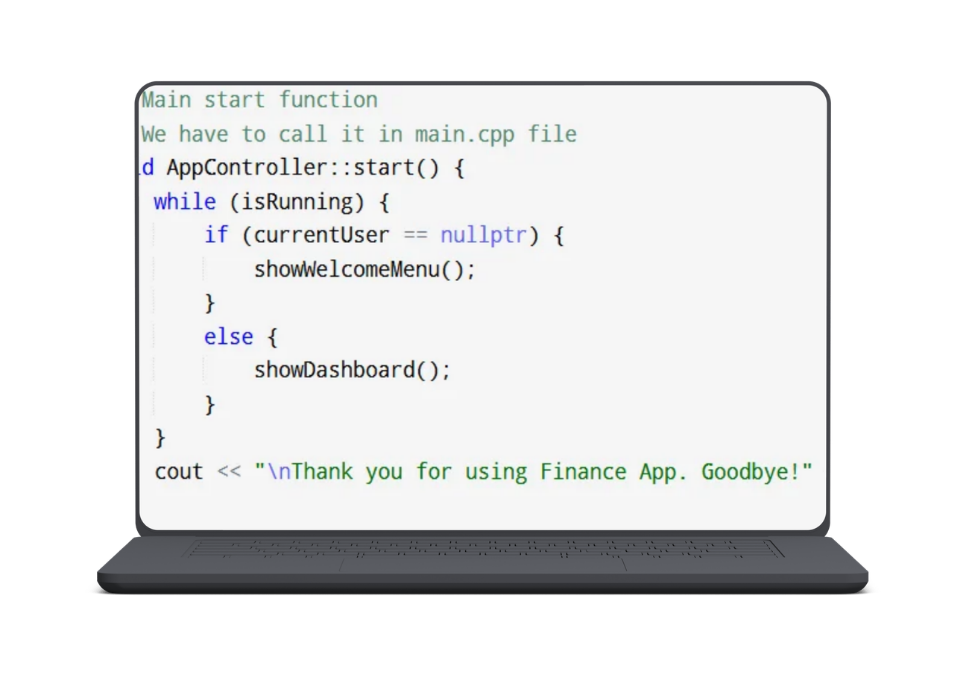 Main start function
We have to call it in main.cpp file
d AppController::start() {
while (isRunning) {
if (currentUser == nullptr) {
showWelcomeMenu();
}
else {
showDashboard();
}
}
cout << "\nThank you for using Finance App. Goodbye!"